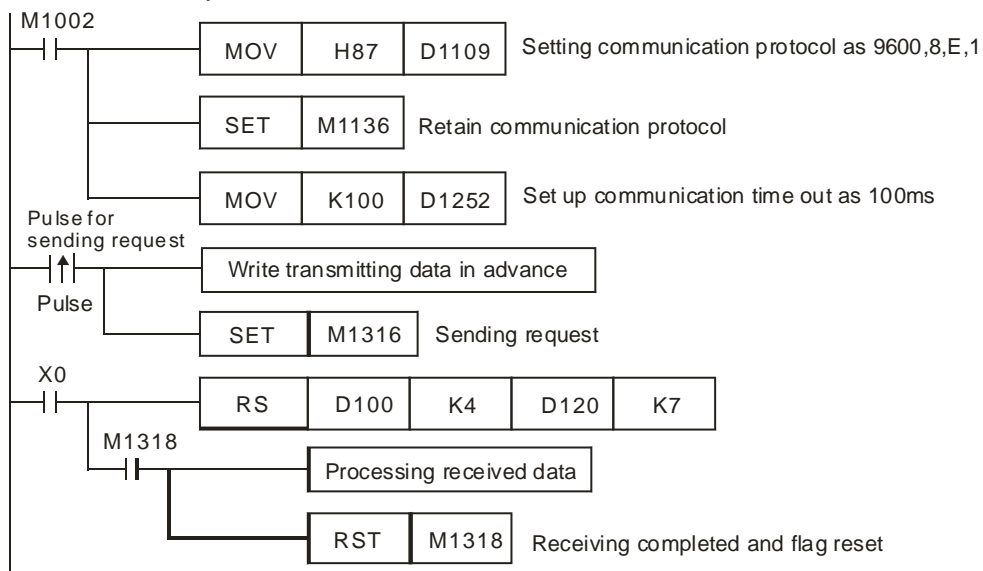 M1002
MOV H87 D1109 Setting communication protocol as 9600,8,E,1
SET M1136 Retain communication protocol
MOV K100 D1252 Set up communication time out as 100ms
Pulse for
sending request
Write transmitting data in advance
Pulse
SET M1316 Sending request
X0
RS D100 K4 D120 K7
M1318
Processing received data
RST M1318 Receiving completed and flag reset